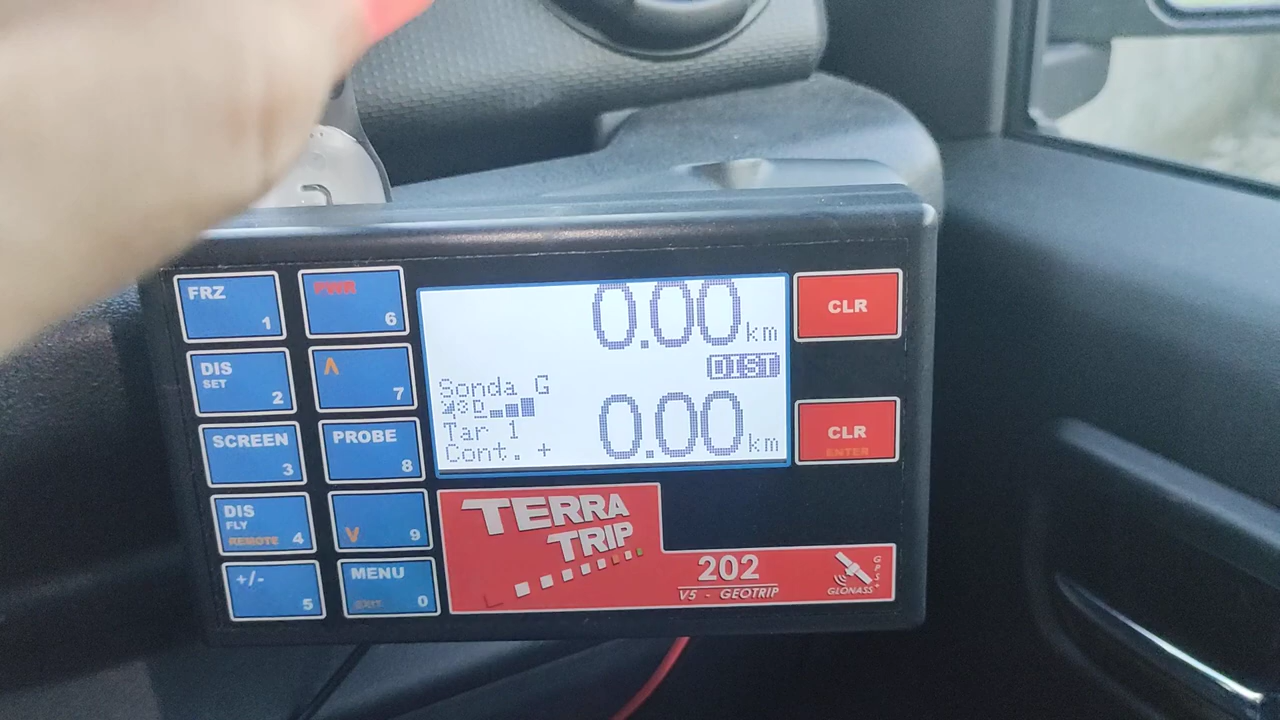 FRZ 1
PWR 6
DIS SET 2
Λ 7
SCREEN 3
PROBE 8
DIS FLY REMOTE 4
V 9
+/- 5
MENU EXIT 0
0.00 km
DIST
Sonda G
Tar 1
Cont. +
0.00 km
CLR
CLR
ENTER
TERRA
TRIP
202
V5 - GEOTRIP
GPS+
GLONASS